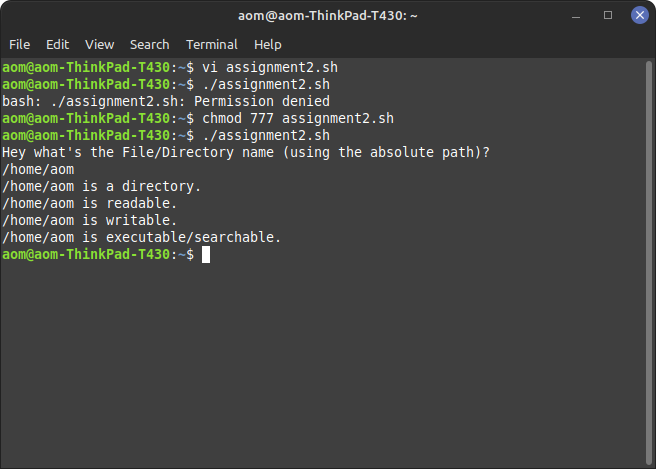 aom@aom-ThinkPad-T430: ~
File Edit View Search Terminal Help
aom@aom-ThinkPad-T430:~$ vi assignment2.sh
aom@aom-ThinkPad-T430:~$ ./assignment2.sh
bash: ./assignment2.sh: Permission denied
aom@aom-ThinkPad-T430:~$ chmod 777 assignment2.sh
aom@aom-ThinkPad-T430:~$ ./assignment2.sh
Hey what's the File/Directory name (using the absolute path)?
/home/aom
/home/aom is a directory.
/home/aom is readable.
/home/aom is writable.
/home/aom is executable/searchable.
aom@aom-ThinkPad-T430:~$